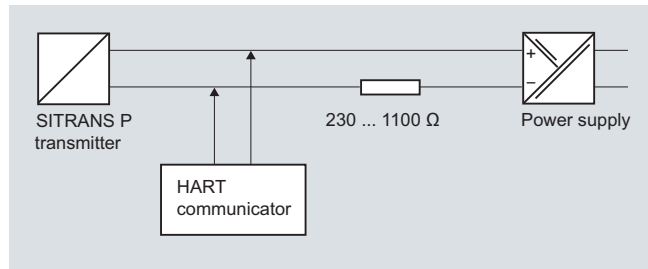 +
−
SITRANS P
transmitter
230 ... 1100 Ω
Power supply
HART
communicator